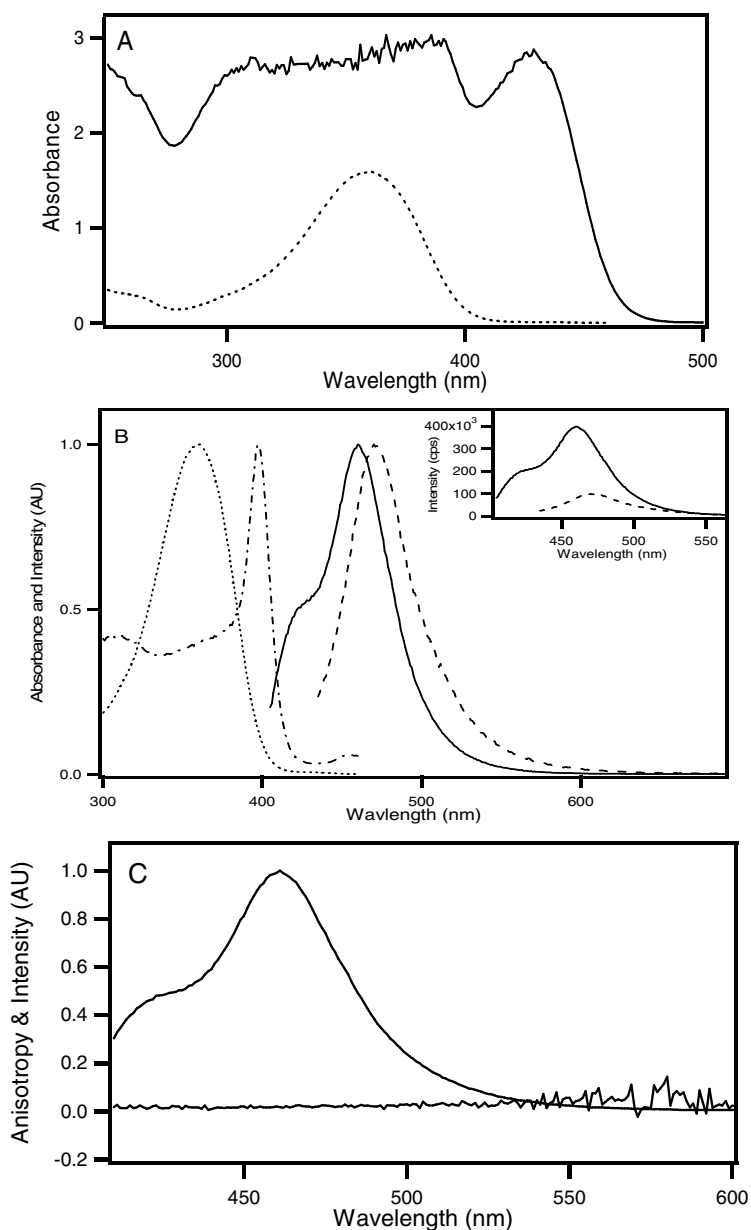 A
3
2
1
0
Absorbance
300
400
500
Wavelength (nm)
B
1.0
0.5
0.0
Absorbance and Intensity (AU)
300
400
500
600
Wavlength (nm)
400x10³
300
200
100
0
Intensity (cps)
450
500
550
Wavelength (nm)
C
1.0
0.8
0.6
0.4
0.2
0.0
-0.2
Anisotropy & Intensity (AU)
450
500
550
600
Wavelength (nm)